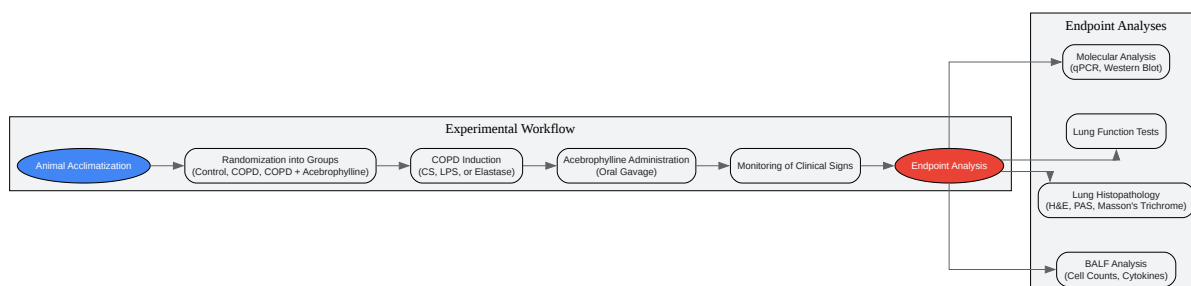 Endpoint Analyses
Molecular Analysis
(qPCR, Western Blot)
Lung Function Tests
Lung Histopathology
(H&E, PAS, Masson's Trichrome)
BALF Analysis
(Cell Counts, Cytokines)
Experimental Workflow
Animal Acclimatization
Randomization into Groups
(Control, COPD, COPD + Acebrophylline)
COPD Induction
(CS, LPS, or Elastase)
Acebrophylline Administration
(Oral Gavage)
Monitoring of Clinical Signs
Endpoint Analysis